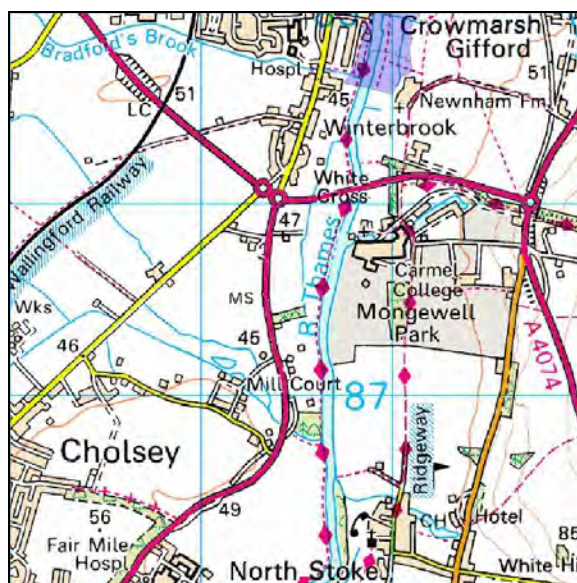 Bradford's Brook
Crowmarsh
Gifford
Hospl
51
51
LC
45
Newnham Fm
Winterbrook
White
Cross
Wallingford Railway
47
R Thames
Carmel
College
MS
Mongewell
Park
Wks
A 4074
46
45
Mill Court
87
Cholsey
Ridgeway
49
56
CH
Hotel
Fair Mile
Hospl
85
White H
North Stoke